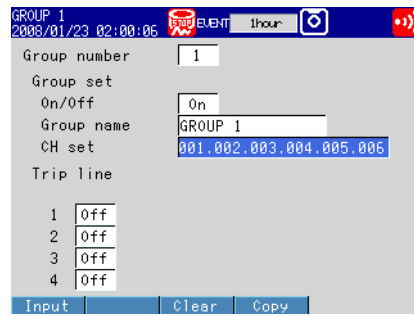 GROUP 1
2008/01/23 02:00:06 STOP EVENT 1hour
Group number 1
Group set
On/Off On
Group name GROUP 1
CH set 001.002.003.004.005.006
Trip line
1 Off
2 Off
3 Off
4 Off
Input Clear Copy